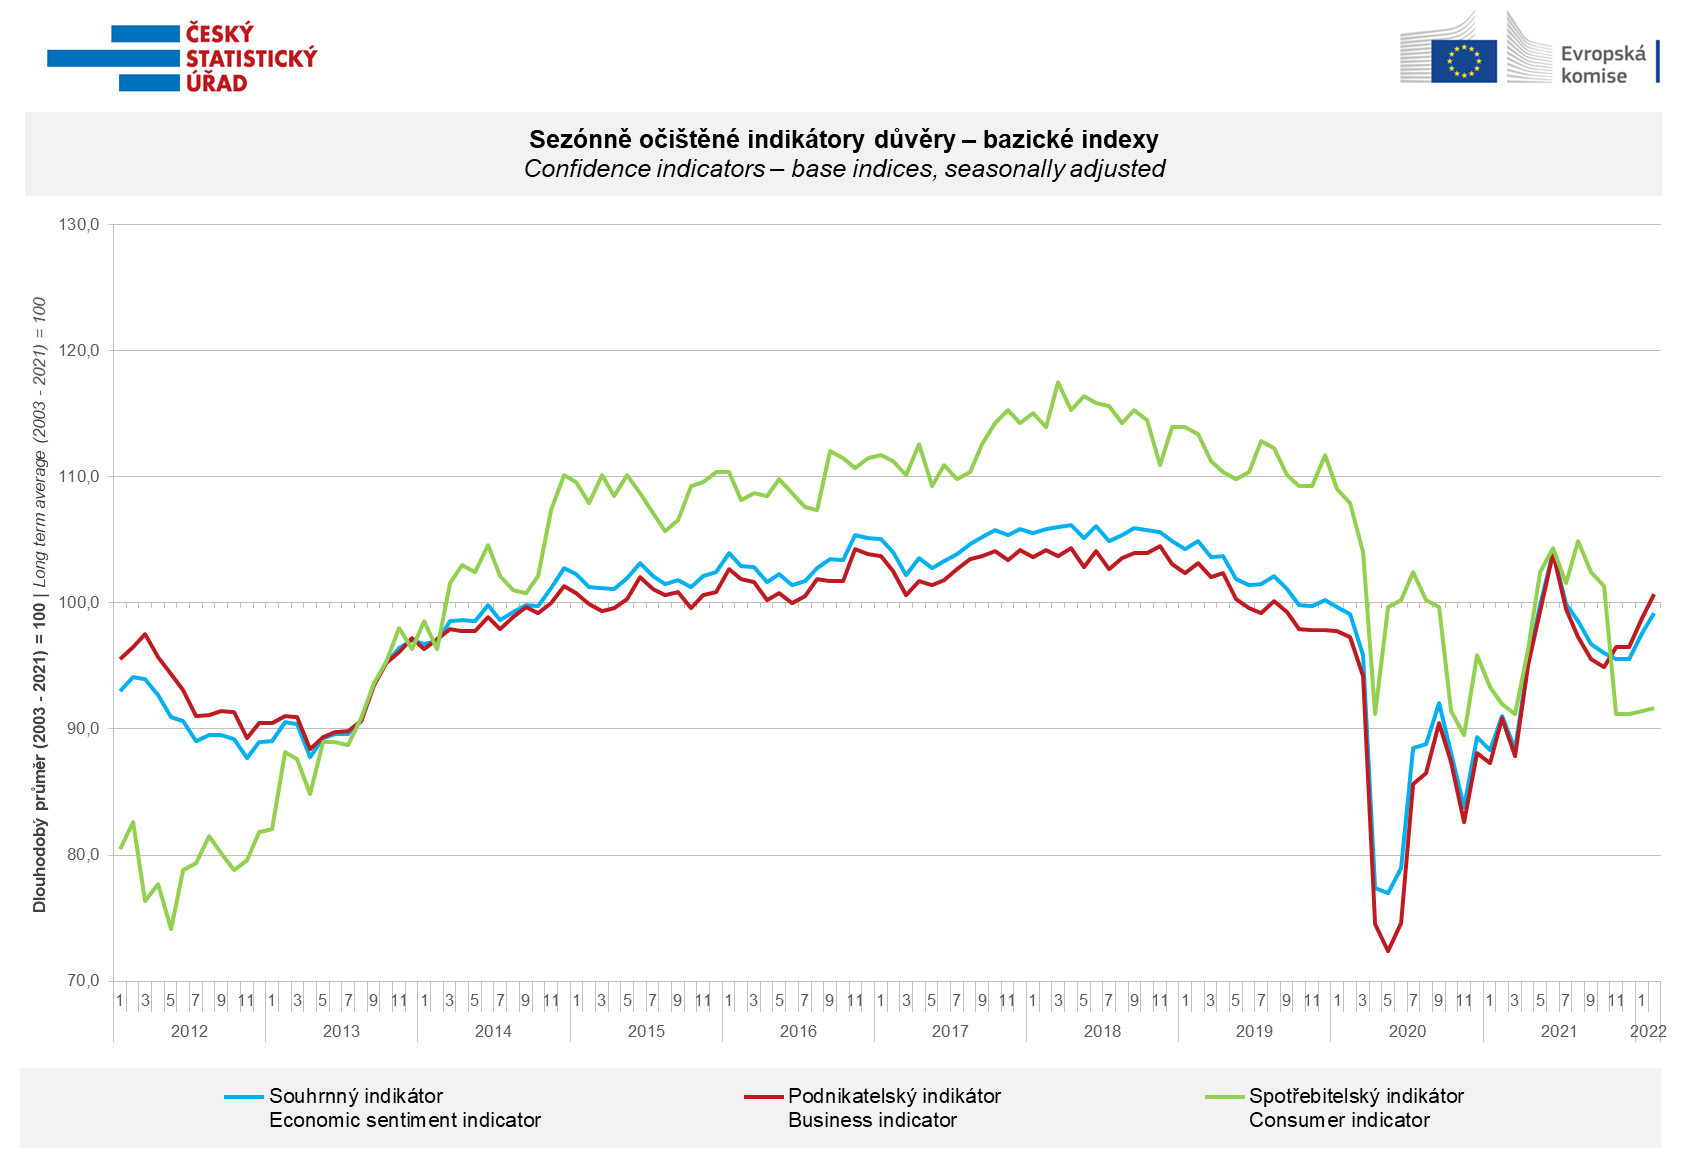 ČESKÝ
STATISTICKÝ
ÚŘAD
Evropská
komise
Sezónně očištěné indikátory důvěry – bazické indexy
Confidence indicators – base indices, seasonally adjusted
Dlouhodobý průměr (2003 - 2021) = 100 | Long term average (2003 - 2021) = 100
130,0
120,0
110,0
100,0
90,0
80,0
70,0
1 3 5 7 9 11 1 3 5 7 9 11 1 3 5 7 9 11 1 3 5 7 9 11 1 3 5 7 9 11 1 3 5 7 9 11 1 3 5 7 9 11 1 3 5 7 9 11 1 3 5 7 9 11 1 3 5 7 9 11 1
2012 2013 2014 2015 2016 2017 2018 2019 2020 2021 2022
Souhrnný indikátor
Economic sentiment indicator
Podnikatelský indikátor
Business indicator
Spotřebitelský indikátor
Consumer indicator